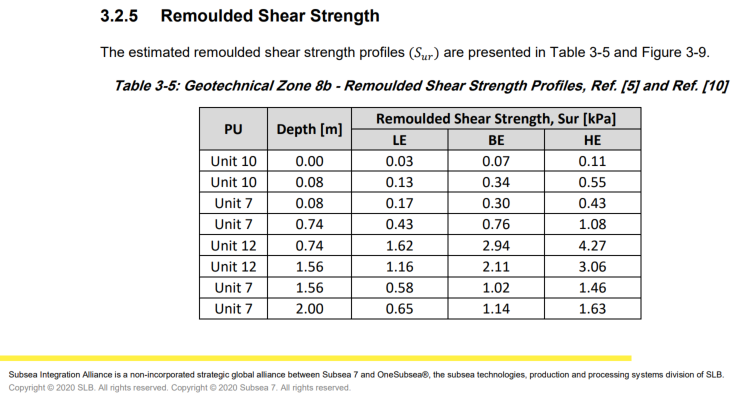 3.2.5 Remoulded Shear Strength
The estimated remoulded shear strength profiles (Sur) are presented in Table 3-5 and Figure 3-9.
Table 3-5: Geotechnical Zone 8b - Remoulded Shear Strength Profiles, Ref. [5] and Ref. [10]
PU Depth [m] Remoulded Shear Strength, Sur [kPa]
LE BE HE
Unit 10 0.00 0.03 0.07 0.11
Unit 10 0.08 0.13 0.34 0.55
Unit 7 0.08 0.17 0.30 0.43
Unit 7 0.74 0.43 0.76 1.08
Unit 12 0.74 1.62 2.94 4.27
Unit 12 1.56 1.16 2.11 3.06
Unit 7 1.56 0.58 1.02 1.46
Unit 7 2.00 0.65 1.14 1.63
Subsea Integration Alliance is a non-incorporated strategic global alliance between Subsea 7 and OneSubsea®, the subsea technologies, production and processing systems division of SLB.
Copyright © 2020 SLB. All rights reserved. Copyright © 2020 Subsea 7. All rights reserved.